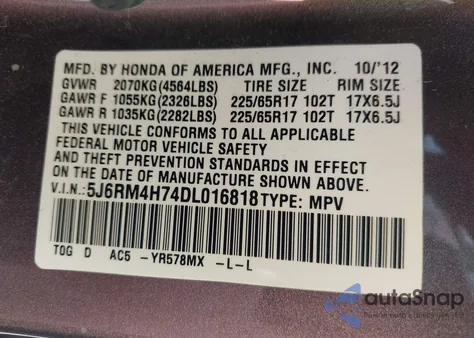 MFD. BY HONDA OF AMERICA MFG., INC. 10/'12
GVWR 2070KG(4564LBS) TIRE SIZE RIM SIZE
GAWR F 1055KG(2326LBS) 225/65R17 102T 17X6.5J
GAWR R 1035KG(2282LBS) 225/65R17 102T 17X6.5J
THIS VEHICLE CONFORMS TO ALL APPLICABLE
FEDERAL MOTOR VEHICLE SAFETY
AND THEFT PREVENTION STANDARDS IN EFFECT
ON THE DATE OF MANUFACTURE SHOWN ABOVE.
V.I.N.:5J6RM4H74DL016818 TYPE: MPV
TOG D AC5 -YR578MX -L-L
autaSnap